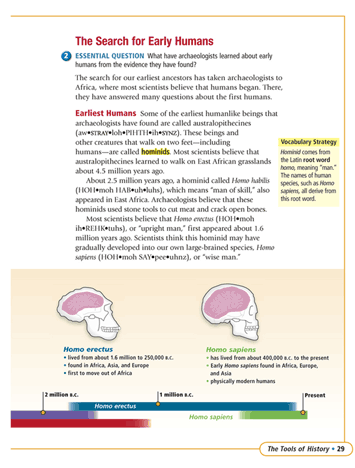 The Search for Early Humans
2 ESSENTIAL QUESTION What have archaeologists learned about early
humans from the evidence they have found?
The search for our earliest ancestors has taken archaeologists to
Africa, where most scientists believe that humans began. There,
they have answered many questions about the first humans.
Earliest Humans Some of the earliest humanlike beings that
archaeologists have found are called australopithecines
(aw•STRAY•loh•PIHTH•ih•SYNZ). These beings and
other creatures that walk on two feet—including
humans—are called hominids. Most scientists believe that
australopithecines learned to walk on East African grasslands
about 4.5 million years ago.
About 2.5 million years ago, a hominid called Homo habilis
(HOH•moh HAB•uh•luhs), which means “man of skill,” also
appeared in East Africa. Archaeologists believe that these
hominids used stone tools to cut meat and crack open bones.
Most scientists believe that Homo erectus (HOH•moh
ih•REHK•tuhs), or “upright man,” first appeared about 1.6
million years ago. Scientists think this hominid may have
gradually developed into our own large-brained species, Homo
sapiens (HOH•moh SAY•pee•uhnz), or “wise man.”
Vocabulary Strategy
Hominid comes from
the Latin root word
homo, meaning “man.”
The names of human
species, such as Homo
sapiens, all derive from
this root word.
Homo erectus
• lived from about 1.6 million to 250,000 B.C.
• found in Africa, Asia, and Europe
• first to move out of Africa
Homo sapiens
• has lived from about 400,000 B.C. to the present
• Early Homo sapiens found in Africa, Europe,
and Asia
• physically modern humans
2 million B.C.
1 million B.C.
Present
Homo erectus
Homo sapiens
The Tools of History • 29